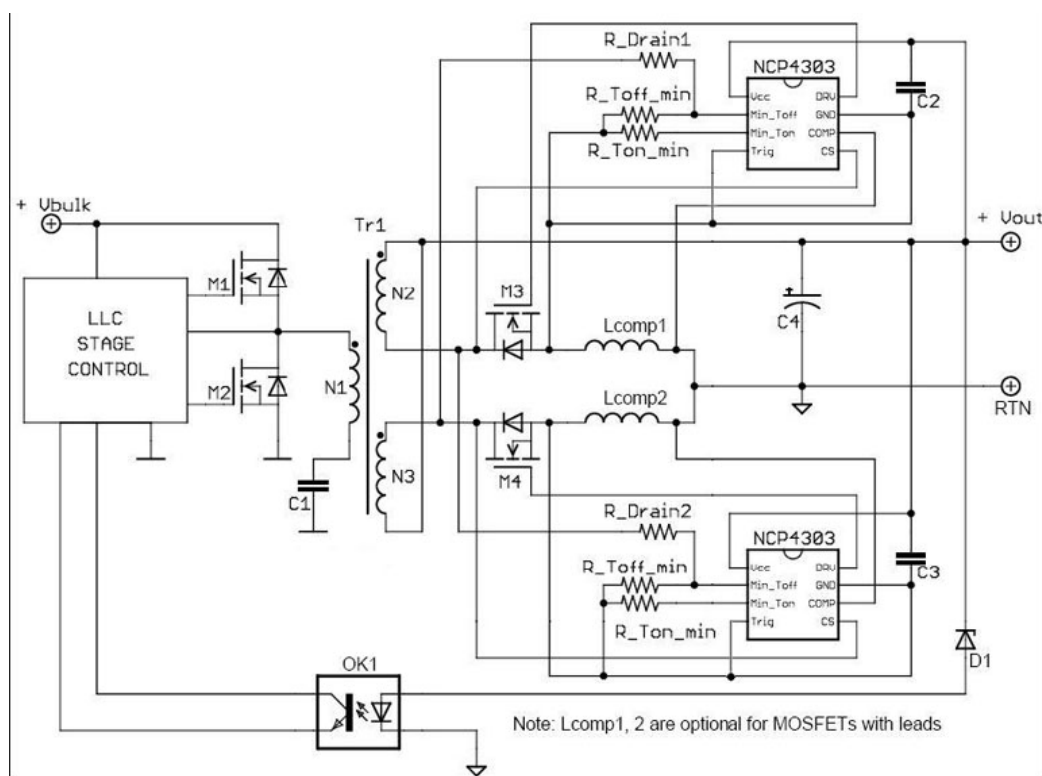 R_Drain1
NCP4303
R_Toff_min
R_Ton_min
Vcc
DRV
Min_Toff
GND
Min_Ton
COMP
Trig
CS
C2
+ Vbulk
Tr1
+ Vout
M1
N2
M3
Lcomp1
C4
LLC
STAGE
CONTROL
N1
M2
Lcomp2
RTN
C1
N3
M4
R_Drain2
NCP4303
R_Toff_min
R_Ton_min
Vcc
DRV
Min_Toff
GND
Min_Ton
COMP
Trig
CS
C3
D1
OK1
Note: Lcomp1, 2 are optional for MOSFETs with leads